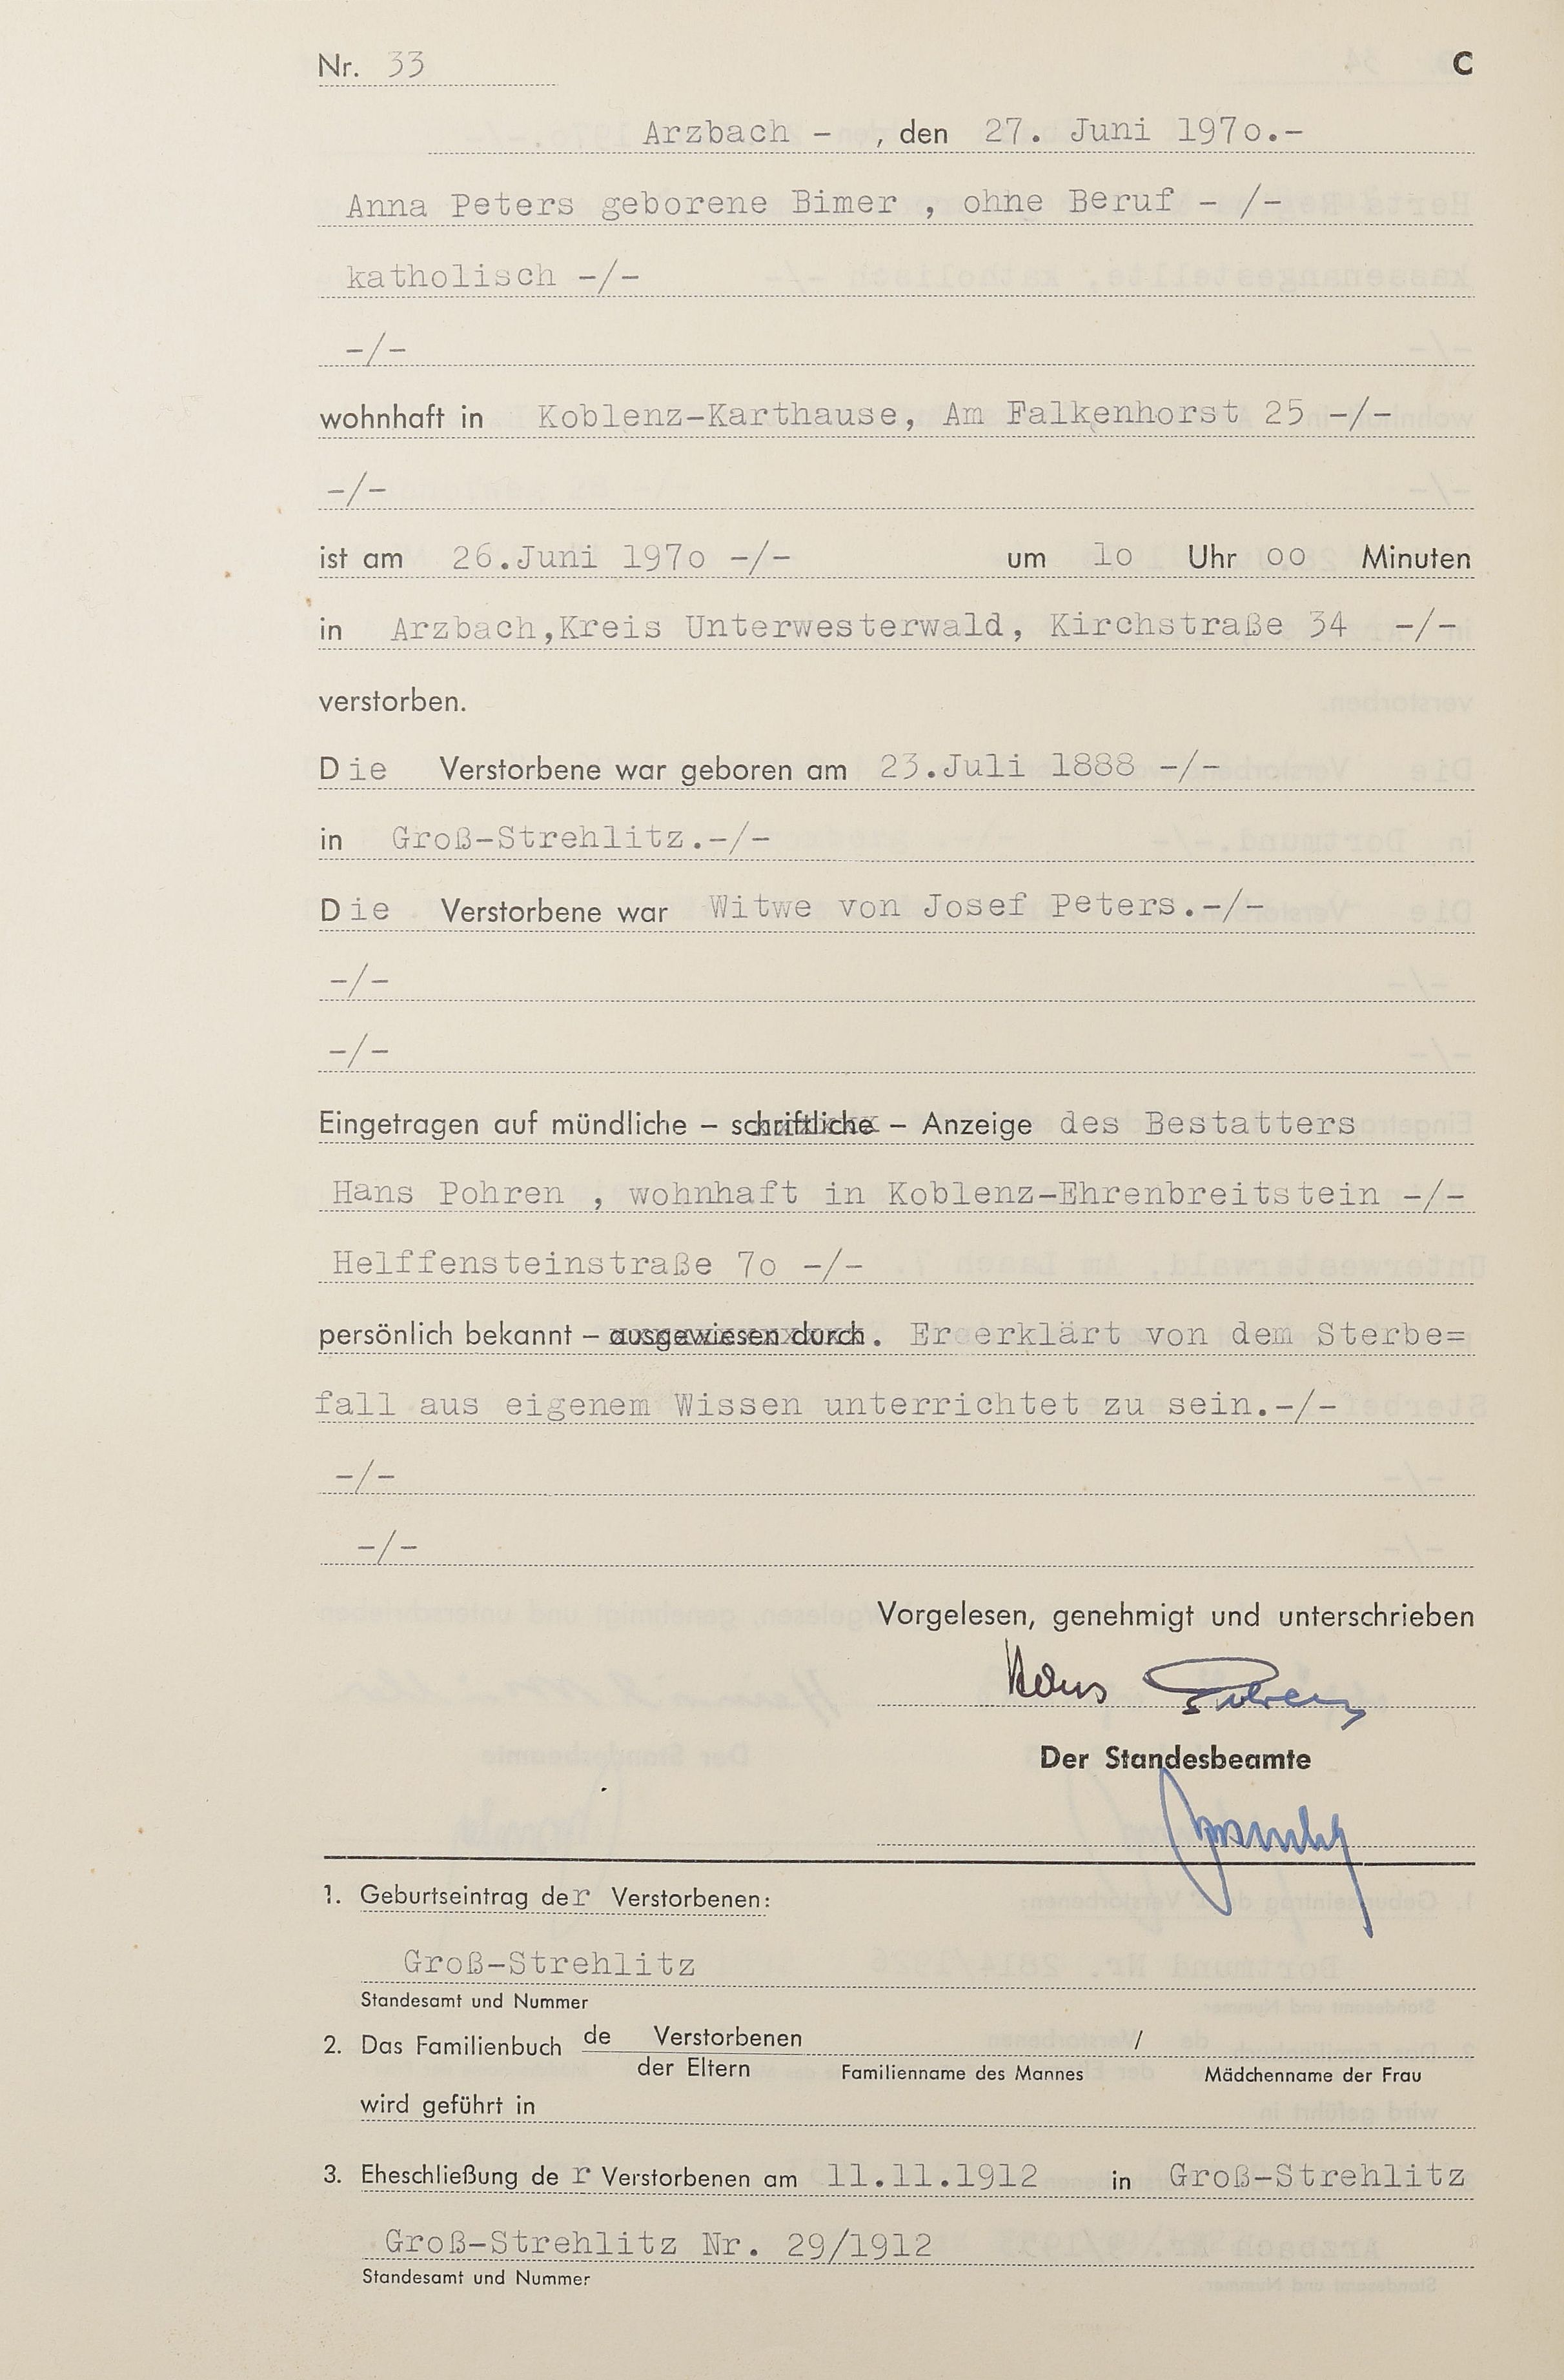 Nr. 33 C
Arzbach - , den 27. Juni 197o.-
Anna Peters geborene Bimer , ohne Beruf - /-
katholisch -/-
-/-
wohnhaft in Koblenz-Karthause, Am Falkenhorst 25 -/-
-/-
ist am 26.Juni 197o -/- um 1o Uhr oo Minuten
in Arzbach,Kreis Unterwesterwald, Kirchstraße 34 -/-
verstorben.
Die Verstorbene war geboren am 23.Juli 1888 -/-
in Groß-Strehlitz.-/-
Die Verstorbene war Witwe von Josef Peters.-/-
-/-
-/-
Eingetragen auf mündliche – schriftliche – Anzeige des Bestatters
Hans Pohren , wohnhaft in Koblenz-Ehrenbreitstein -/-
Helffensteinstraße 7o -/-
persönlich bekannt – ausgewiesen durch. Er erklärt von dem Sterbe=
fall aus eigenem Wissen unterrichtet zu sein.-/-
-/-
-/-
Vorgelesen, genehmigt und unterschrieben
Hans Pohren
Der Standesbeamte
1. Geburtseintrag der Verstorbenen:
Groß-Strehlitz
Standesamt und Nummer
2. Das Familienbuch de Verstorbenen /
der Eltern Familienname des Mannes Mädchenname der Frau
wird geführt in
3. Eheschließung de r Verstorbenen am 11.11.1912 in Groß-Strehlitz
Groß-Strehlitz Nr. 29/1912
Standesamt und Nummer